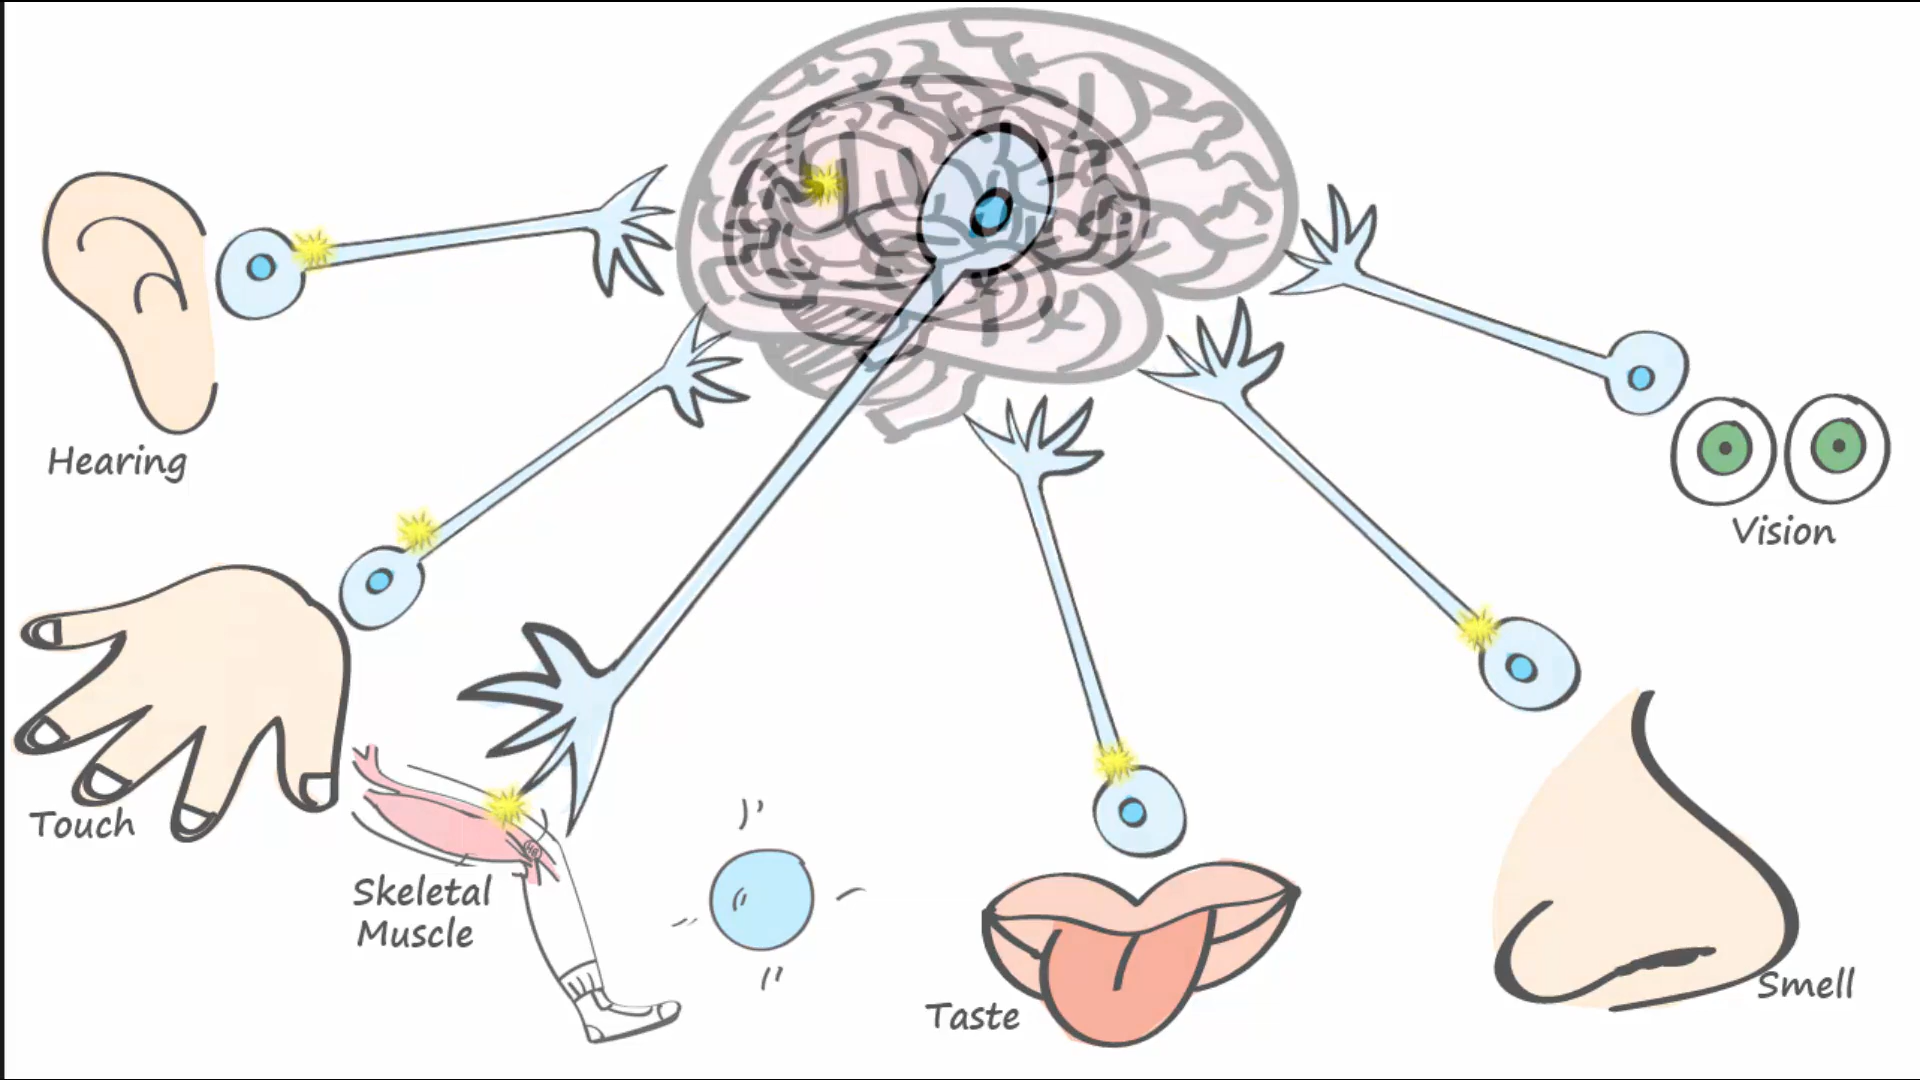 Hearing
Vision
Touch
Skeletal
Muscle
Taste
Smell